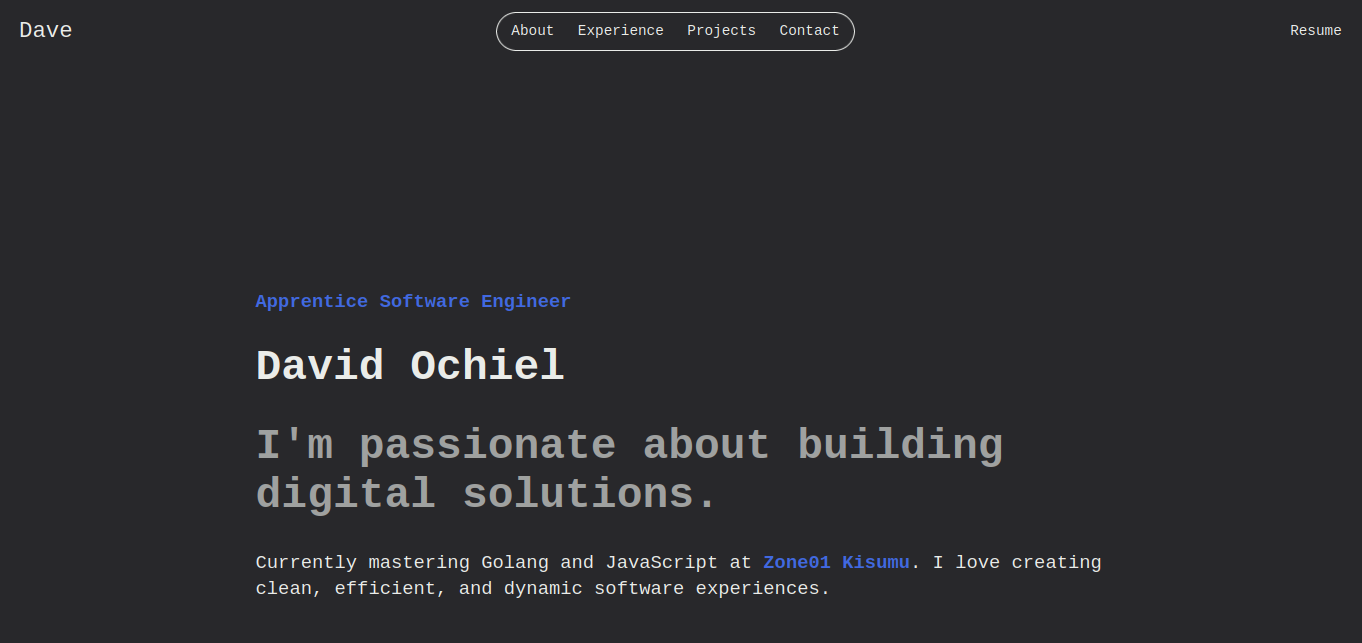 Dave
About Experience Projects Contact
Resume
Apprentice Software Engineer
David Ochiel
I'm passionate about building
digital solutions.
Currently mastering Golang and JavaScript at Zone01 Kisumu. I love creating
clean, efficient, and dynamic software experiences.